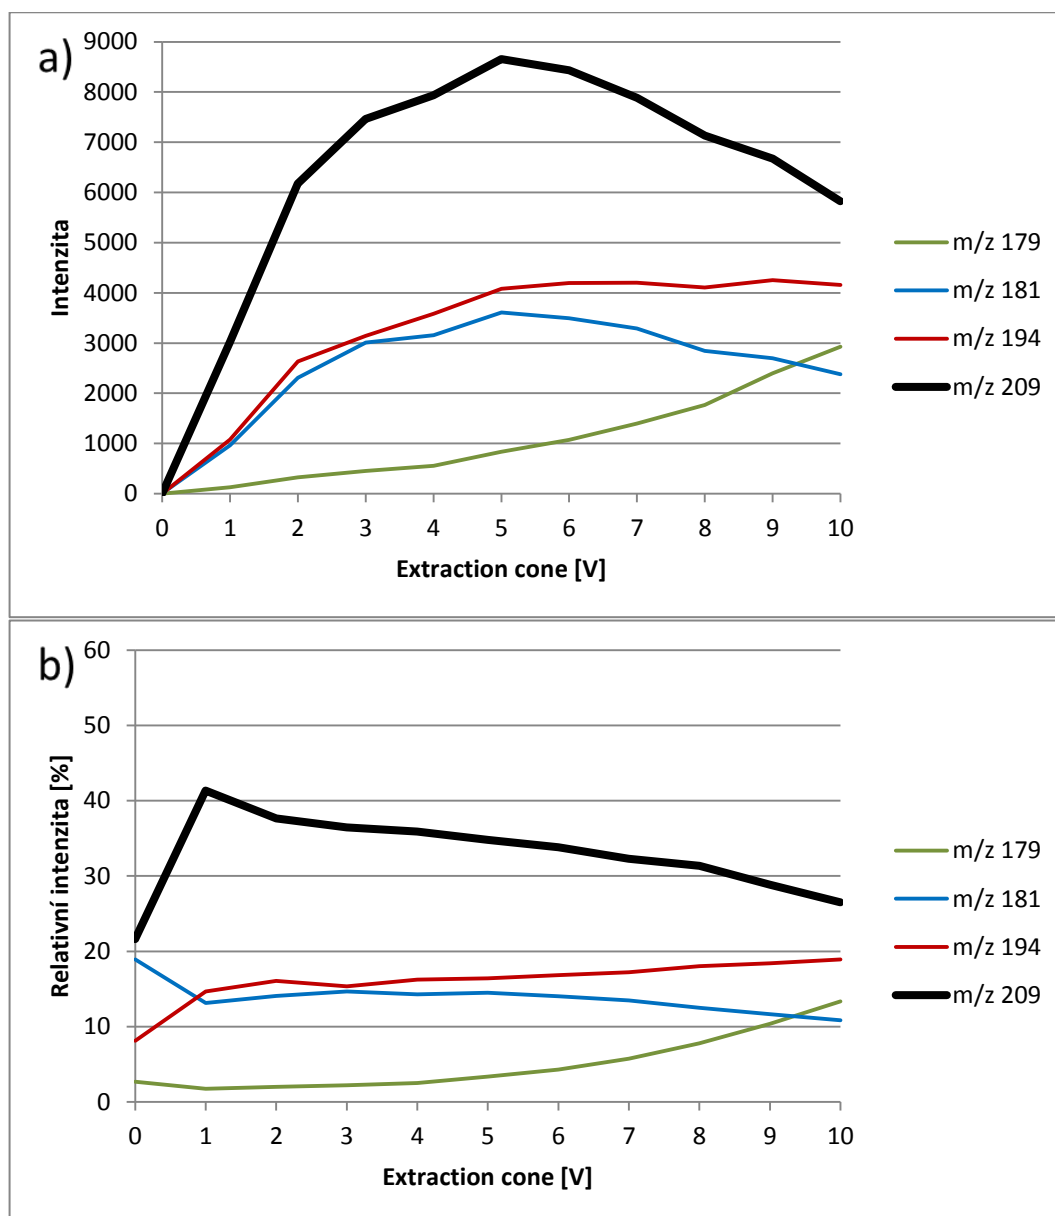 a)
9000
8000
7000
6000
5000
4000
3000
2000
1000
0
Intenzita
0 1 2 3 4 5 6 7 8 9 10
Extraction cone [V]
m/z 179
m/z 181
m/z 194
m/z 209
b)
60
50
40
30
20
10
0
Relativní intenzita [%]
0 1 2 3 4 5 6 7 8 9 10
Extraction cone [V]
m/z 179
m/z 181
m/z 194
m/z 209